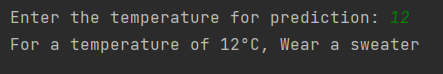 Enter the temperature for prediction: 12
For a temperature of 12°C, Wear a sweater